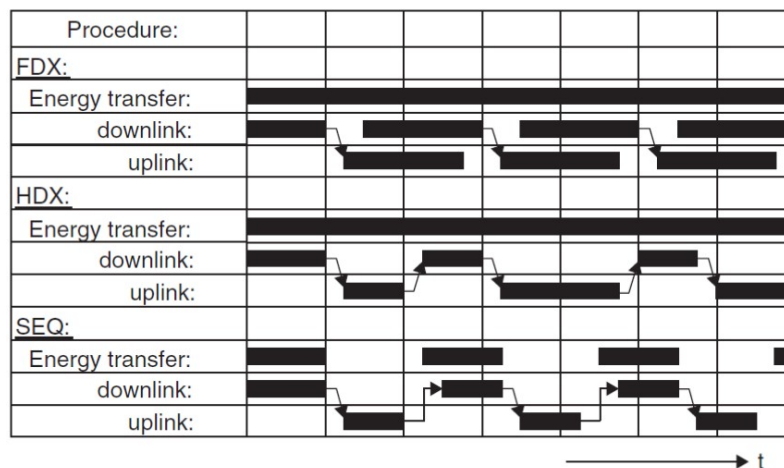 Procedure:
FDX:
Energy transfer:
downlink:
uplink:
HDX:
Energy transfer:
downlink:
uplink:
SEQ:
Energy transfer:
downlink:
uplink:
t